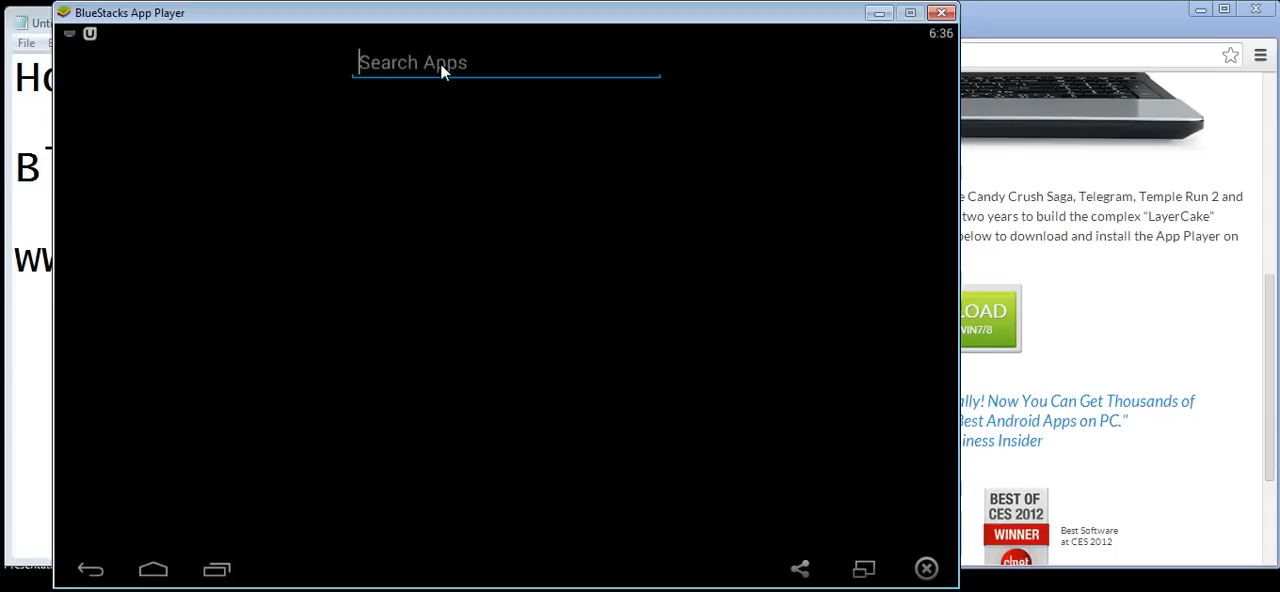 Unti
BlueStacks App Player
File
6:36
Search Apps
Ho
B
e Candy Crush Saga, Telegram, Temple Run 2 and
two years to build the complex “LayerCake”
below to download and install the App Player on
LOAD
WIN7/8
ally! Now You Can Get Thousands of
Best Android Apps on PC."
iness Insider
BEST OF
CES 2012
WINNER
Best Software
at CES 2012
c|net